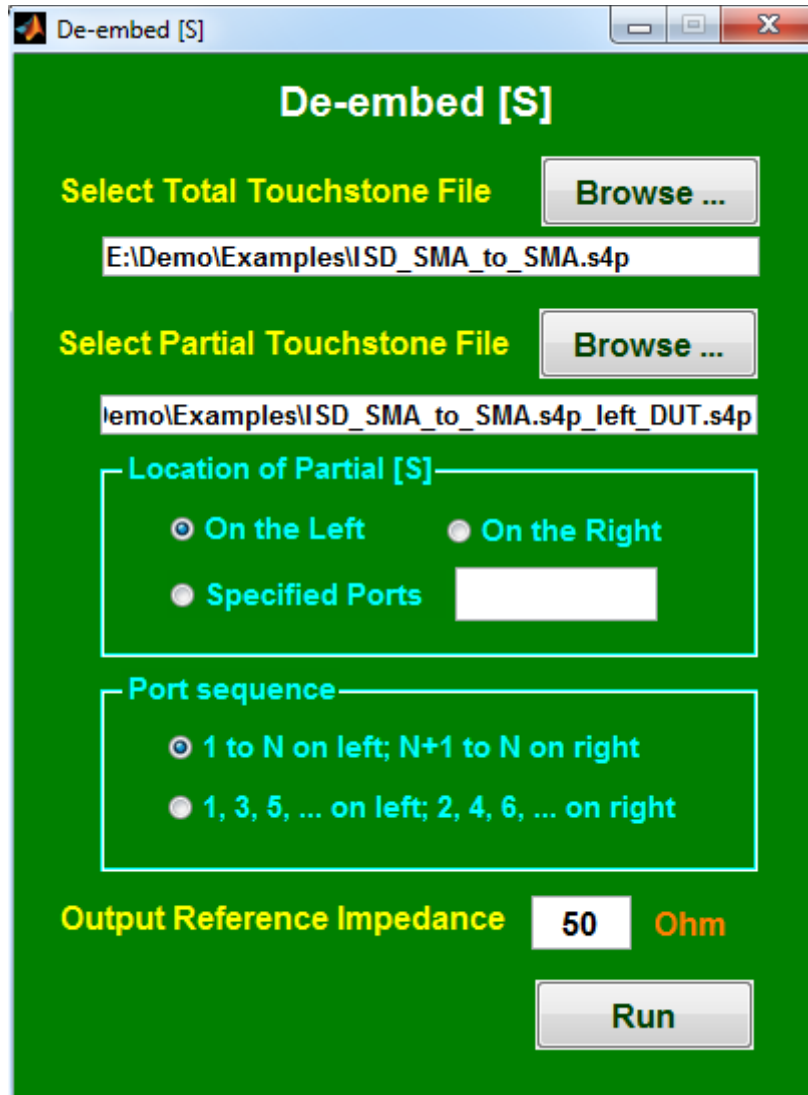 De-embed [S]
De-embed [S]
Select Total Touchstone File
Browse ...
E:\Demo\Examples\ISD_SMA_to_SMA.s4p
Select Partial Touchstone File
Browse ...
emo\Examples\ISD_SMA_to_SMA.s4p_left_DUT.s4p
Location of Partial [S]
On the Left
On the Right
Specified Ports
Port sequence
1 to N on left; N+1 to N on right
1, 3, 5, ... on left; 2, 4, 6, ... on right
Output Reference Impedance
50
Ohm
Run